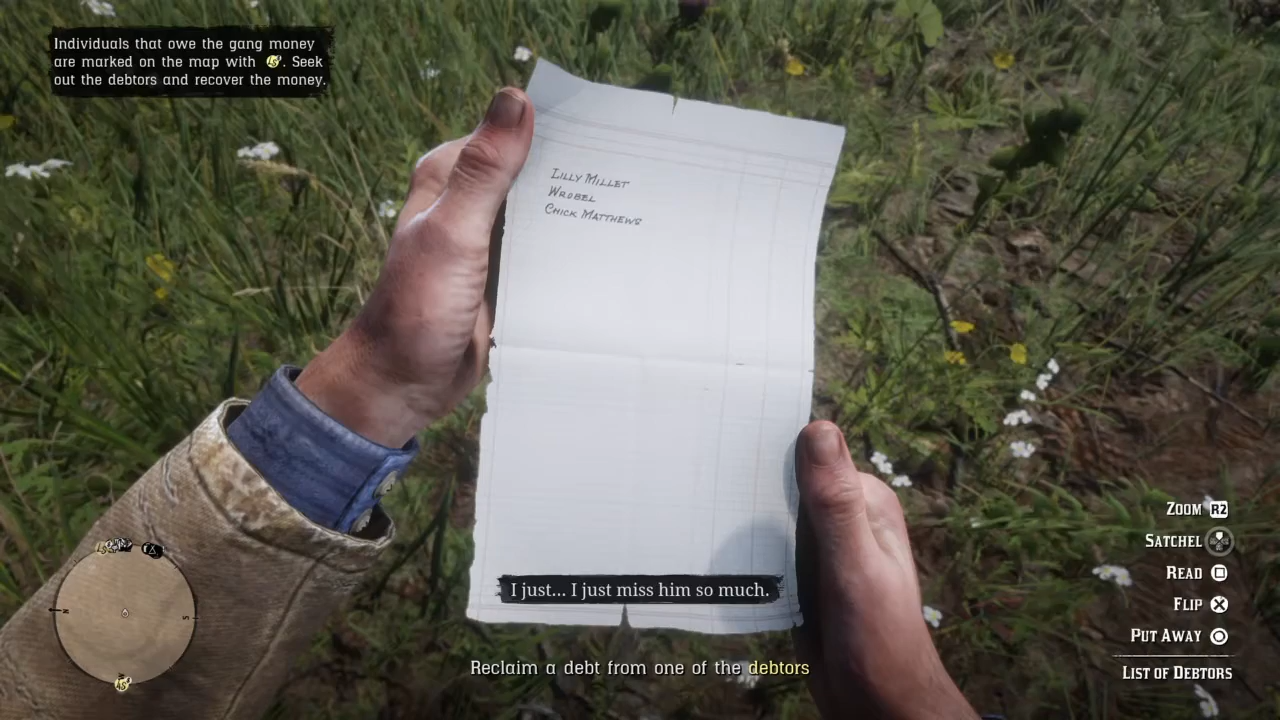 Individuals that owe the gang money
are marked on the map with . Seek
out the debtors and recover the money.
LILLY MILLET
WROBEL
CHICK MATTHEWS
I just... I just miss him so much.
Reclaim a debt from one of the debtors
ZOOM R2
SATCHEL
READ
FLIP
PUT AWAY
LIST OF DEBTORS
N
S